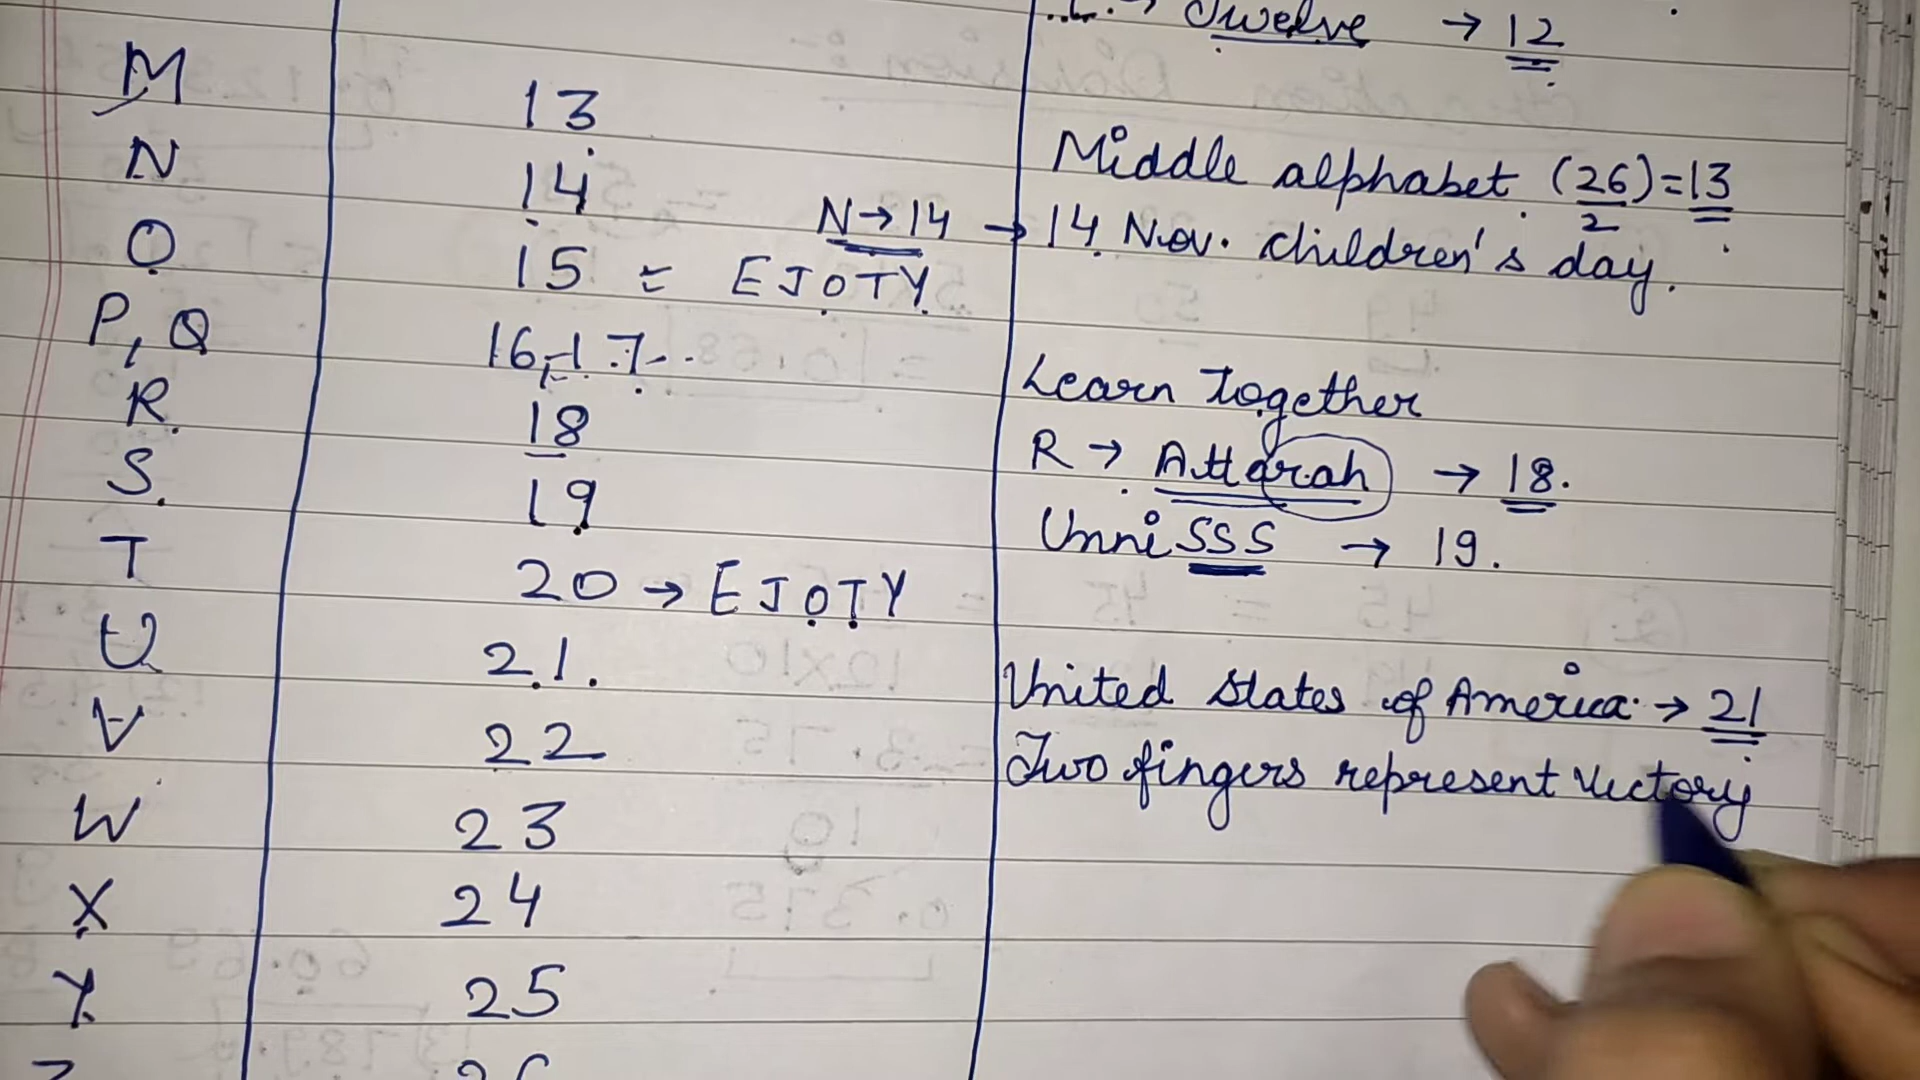 Twelve → 12
M 13 Middle alphabet (26/2)=13
N 14 N→14 → 14 Nov. children's day.
O 15 = EJOTY
P, Q 16, 17
R 18 Learn together
S 19 R → Attarah → 18.
T 20 → EJOTY Unnisss → 19.
U 21. United states of America → 21
V 22 Two fingers represent Victory
W 23
X 24
Y 25
Z 26